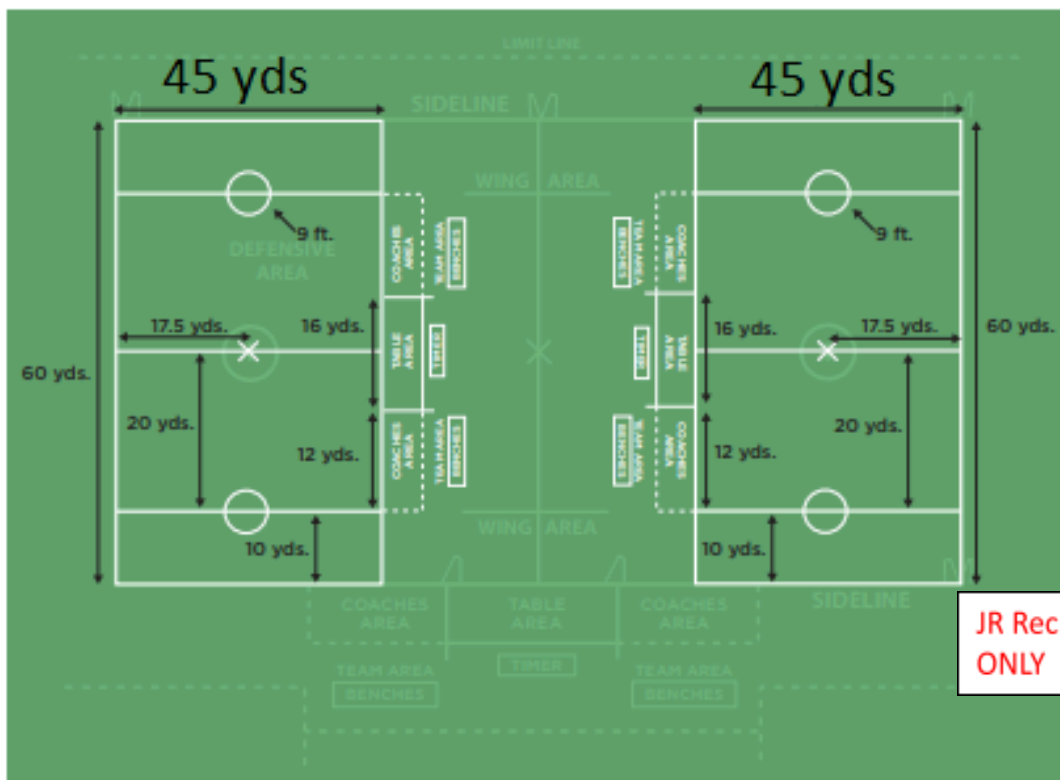 LIMIT LINE
45 yds
45 yds
SIDELINE
WING AREA
9 ft.
9 ft.
DEFENSIVE
AREA
COACHES
AREA
TEAM AREA
BENCHES
BENCHES
TEAM AREA
COACHES
AREA
17.5 yds.
16 yds.
TABLE
AREA
TIMER
TIMER
TABLE
AREA
16 yds.
17.5 yds.
60 yds.
60 yds.
20 yds.
12 yds.
COACHES
AREA
TEAM AREA
BENCHES
BENCHES
TEAM AREA
COACHES
AREA
12 yds.
20 yds.
WING AREA
10 yds.
10 yds.
SIDELINE
COACHES
AREA
TABLE
AREA
COACHES
AREA
JR Rec
ONLY
TIMER
TEAM AREA
BENCHES
TEAM AREA
BENCHES